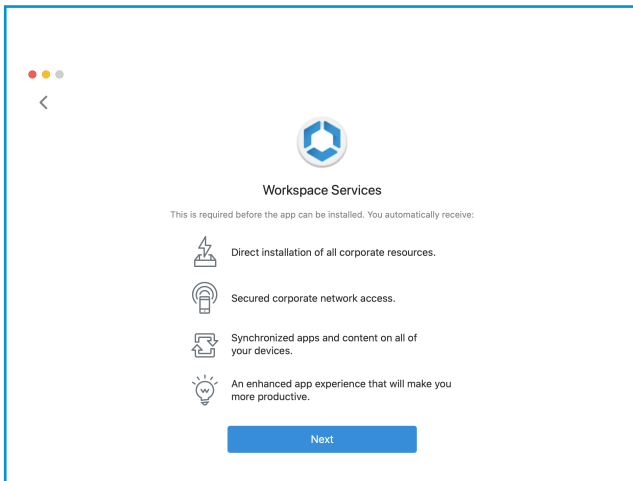 Workspace Services
This is required before the app can be installed. You automatically receive:
Direct installation of all corporate resources.
Secured corporate network access.
Synchronized apps and content on all of
your devices.
An enhanced app experience that will make you
more productive.
Next